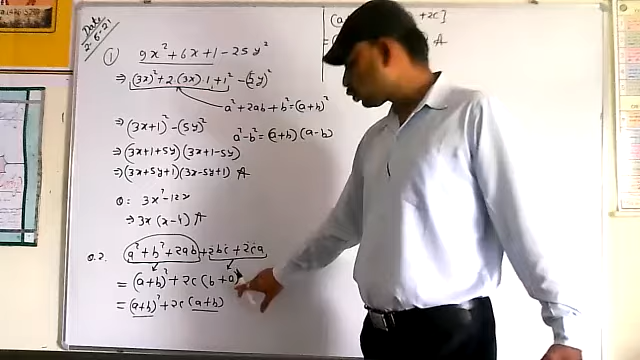 Date
2-6-21
① 9x² + 6x + 1 - 25y²
⇒ (3x)² + 2·(3x)·1 + 1² - (5y)²
a² + 2ab + b² = (a+b)²
⇒ (3x+1)² - (5y)²
a² - b² = (a+b)(a-b)
⇒ (3x+1+5y)(3x+1-5y)
⇒ (3x+5y+1)(3x-5y+1) A
Q: 3x² - 12x
⇒ 3x(x-4) A
Q.2. a² + b² + 2ab + 2bc + 2ca
= (a+b)² + 2c(b+a)
= (a+b)² + 2c(a+b)
(a
+2c]
A